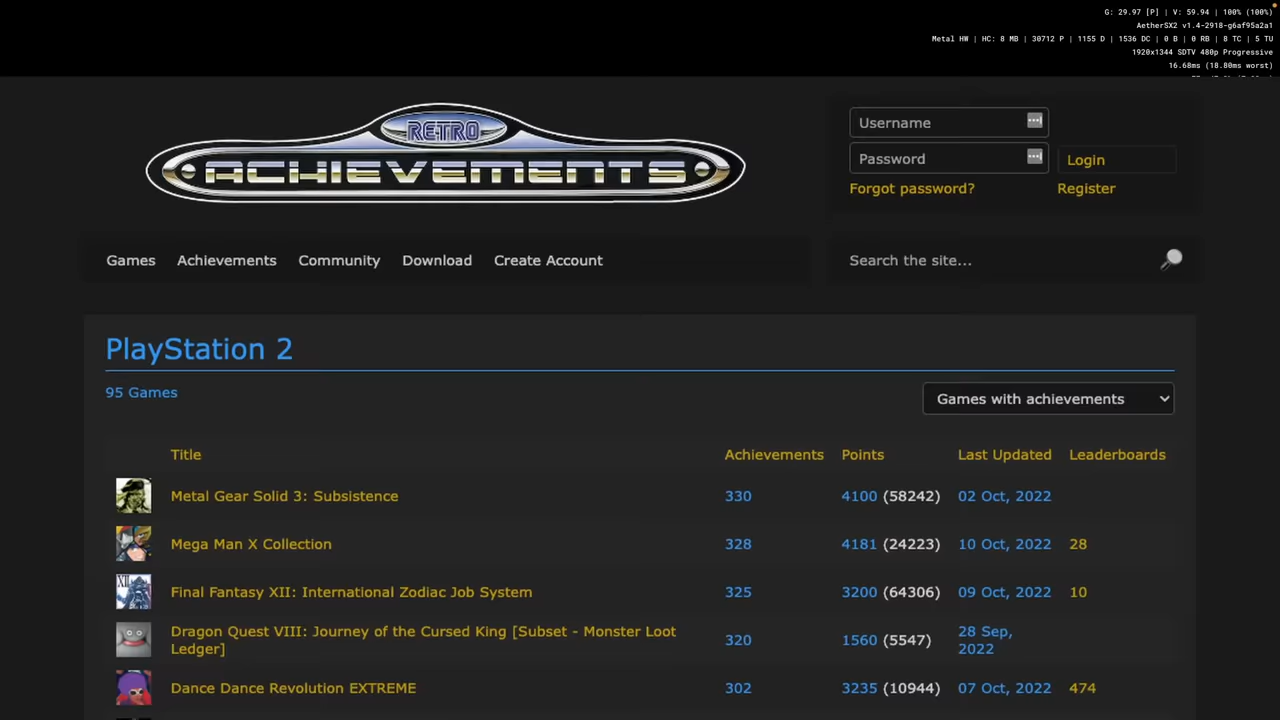 G: 29.97 [P] | V: 59.94 | 100% (100%)
AetherSX2 v1.4-2918-g6af95a2a1
Metal HW | HC: 8 MB | 30712 P | 1155 D | 1536 DC | 0 B | 0 RB | 8 TC | 5 TU
1920x1344 SDTV 480p Progressive
16.68ms (18.80ms worst)
RETRO
ACHIEVEMENTS
Username
Password
Login
Forgot password?
Register
Games Achievements Community Download Create Account
Search the site...
PlayStation 2
95 Games
Games with achievements
Title Achievements Points Last Updated Leaderboards
Metal Gear Solid 3: Subsistence 330 4100 (58242) 02 Oct, 2022
Mega Man X Collection 328 4181 (24223) 10 Oct, 2022 28
Final Fantasy XII: International Zodiac Job System 325 3200 (64306) 09 Oct, 2022 10
Dragon Quest VIII: Journey of the Cursed King [Subset - Monster Loot
Ledger] 320 1560 (5547) 28 Sep,
2022
Dance Dance Revolution EXTREME 302 3235 (10944) 07 Oct, 2022 474